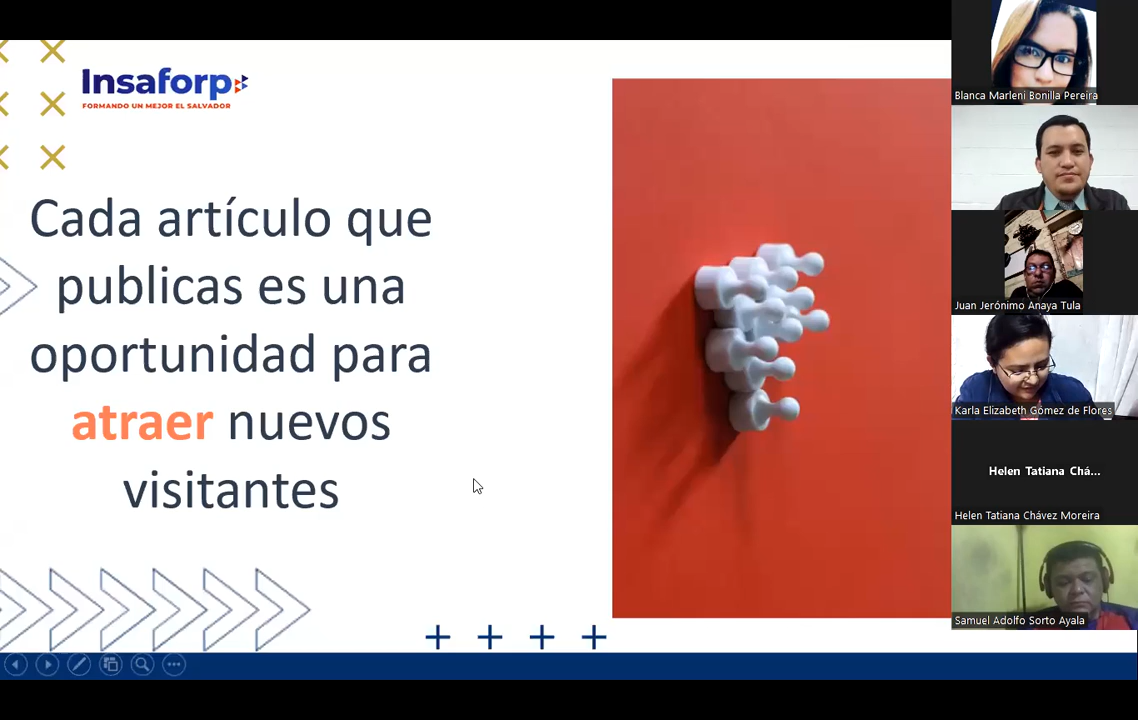 Insaforp
FORMANDO UN MEJOR EL SALVADOR
Cada artículo que
publicas es una
oportunidad para
atraer nuevos
visitantes
Blanca Marleni Bonilla Pereira
Juan Jerónimo Anaya Tula
Karla Elizabeth Gómez de Flores
Helen Tatiana Chá...
Helen Tatiana Chávez Moreira
Samuel Adolfo Sorto Ayala